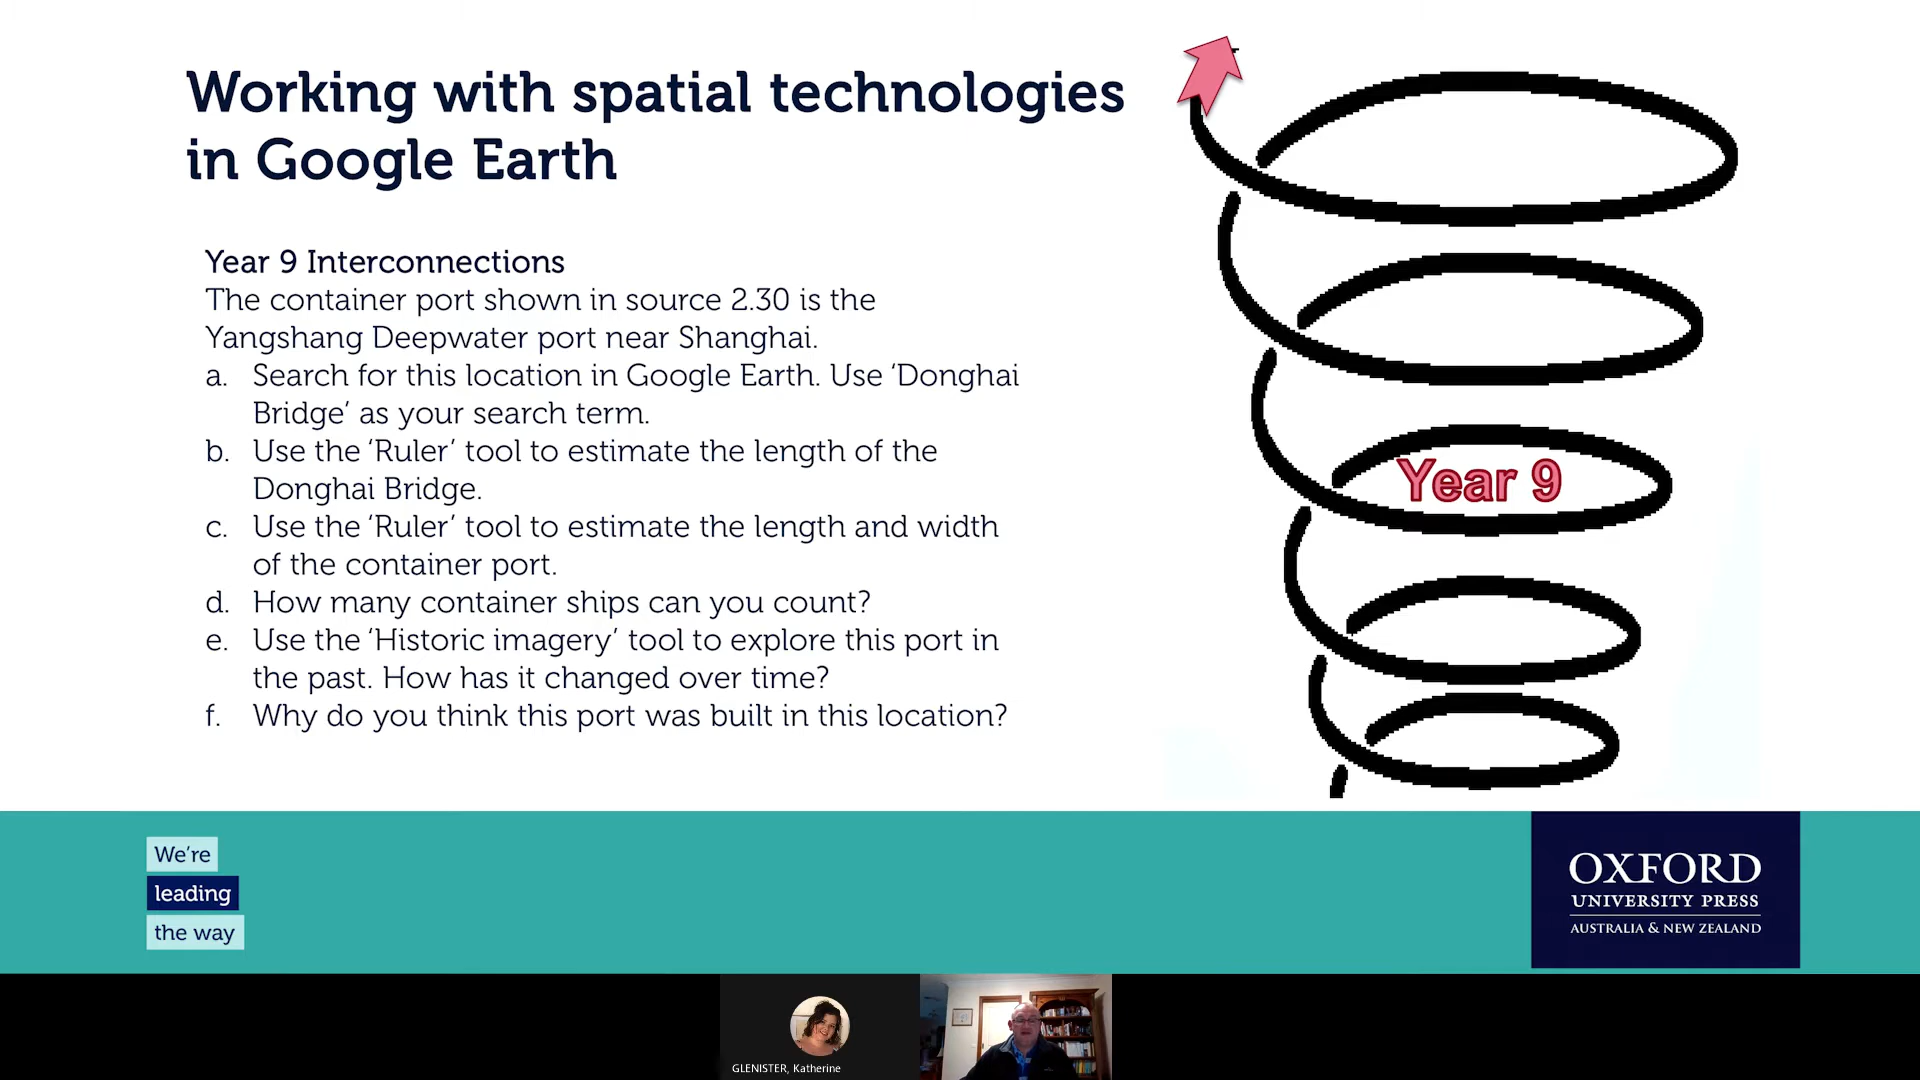 Working with spatial technologies
in Google Earth
Year 9 Interconnections
The container port shown in source 2.30 is the
Yangshang Deepwater port near Shanghai.
a. Search for this location in Google Earth. Use ‘Donghai
Bridge’ as your search term.
b. Use the ‘Ruler’ tool to estimate the length of the
Donghai Bridge.
c. Use the ‘Ruler’ tool to estimate the length and width
of the container port.
d. How many container ships can you count?
e. Use the ‘Historic imagery’ tool to explore this port in
the past. How has it changed over time?
f. Why do you think this port was built in this location?
Year 9
We’re
leading
the way
OXFORD
UNIVERSITY PRESS
AUSTRALIA & NEW ZEALAND
GLENISTER, Katherine